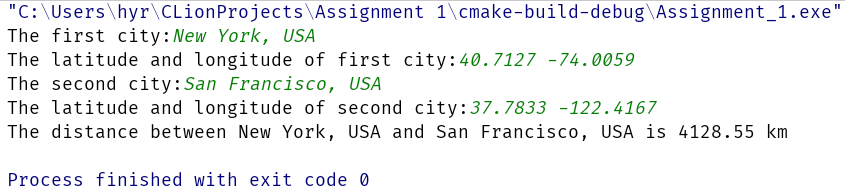 "C:\Users\hyr\CLionProjects\Assignment 1\cmake-build-debug\Assignment_1.exe"
The first city:New York, USA
The latitude and longitude of first city:40.7127 -74.0059
The second city:San Francisco, USA
The latitude and longitude of second city:37.7833 -122.4167
The distance between New York, USA and San Francisco, USA is 4128.55 km
Process finished with exit code 0